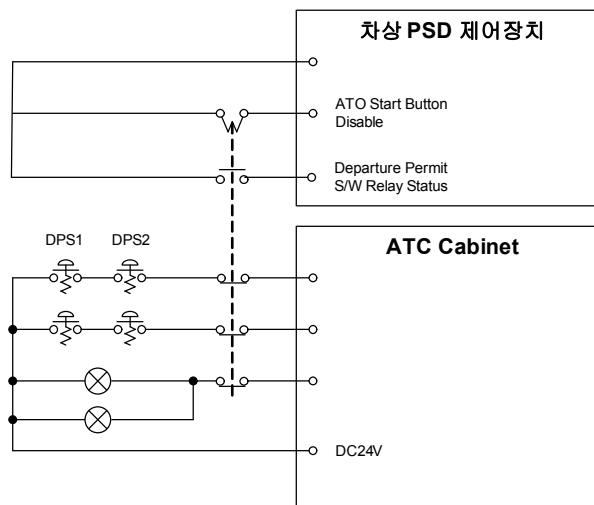 차상 PSD 제어장치
ATO Start Button
Disable
Departure Permit
S/W Relay Status
DPS1 DPS2
ATC Cabinet
DC24V